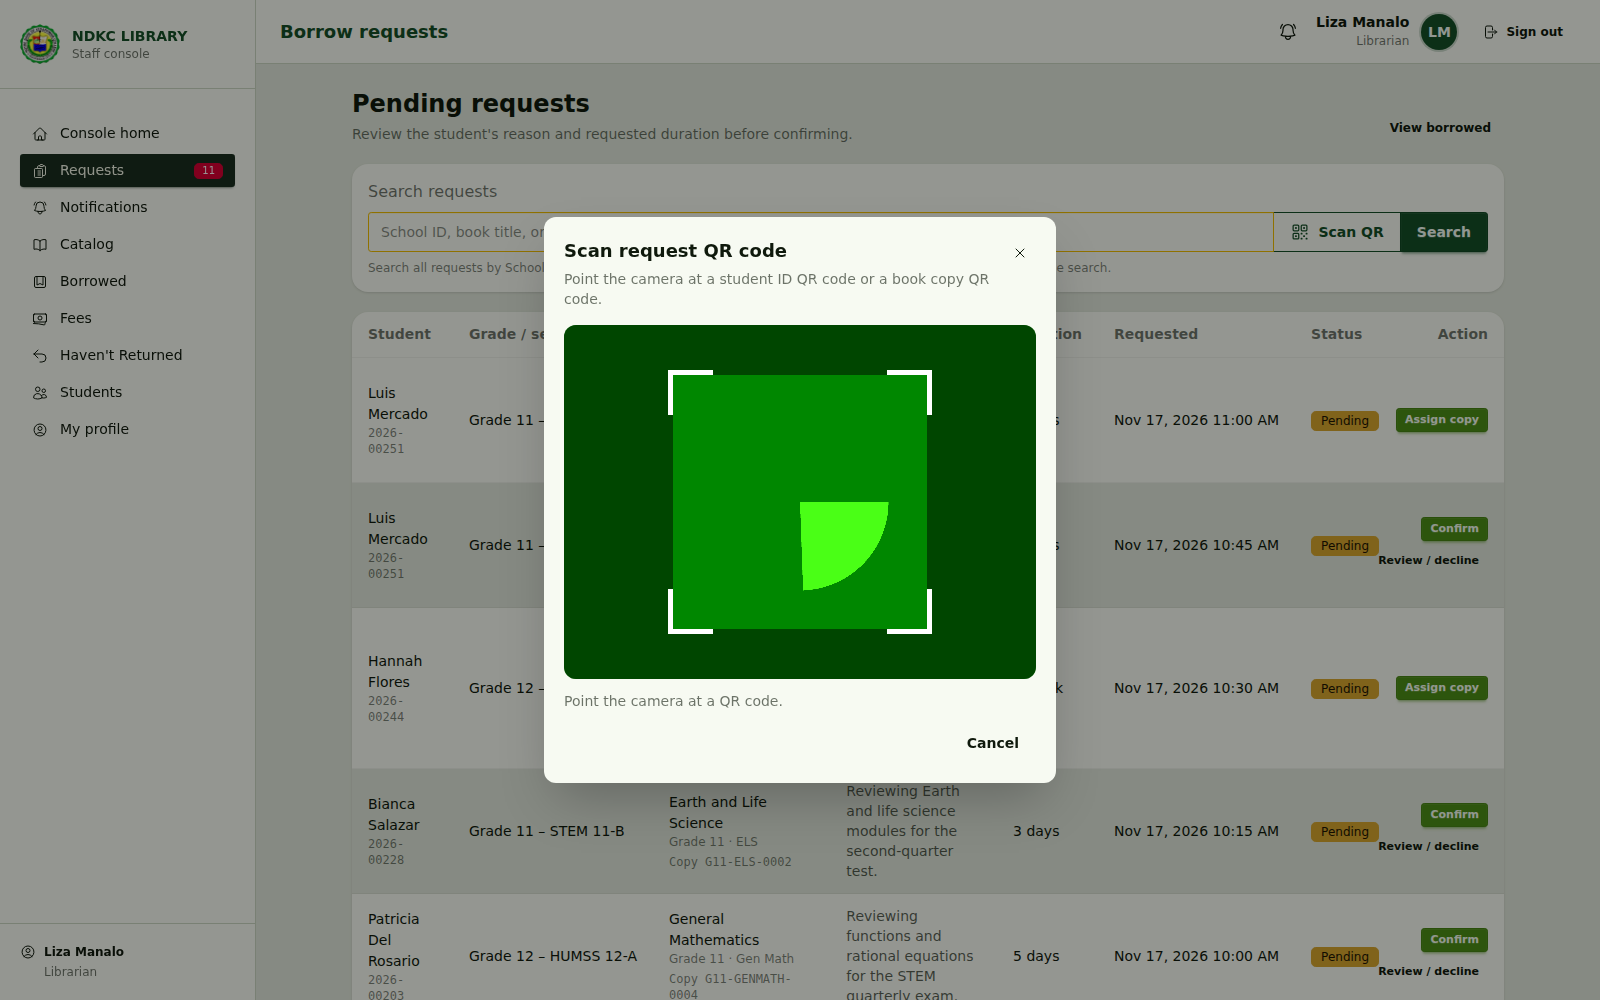 NDKC LIBRARY
Staff console
Console home
Requests 11
Notifications
Catalog
Borrowed
Fees
Haven't Returned
Students
My profile
Liza Manalo
Librarian
Borrow requests
Liza Manalo
Librarian
LM
Sign out
Pending requests
Review the student's reason and requested duration before confirming.
View borrowed
Search requests
School ID, book title, or
Scan QR
Search
Search all requests by School
search.
Scan request QR code
Point the camera at a student ID QR code or a book copy QR
code.
Point the camera at a QR code.
Cancel
Student
Grade /
Requested
Status
Action
Luis
Mercado
2026-
00251
Grade 11 –
Nov 17, 2026 11:00 AM
Pending
Assign copy
Luis
Mercado
2026-
00251
Grade 11 –
Nov 17, 2026 10:45 AM
Pending
Confirm
Review / decline
Hannah
Flores
2026-
00244
Grade 12 –
Nov 17, 2026 10:30 AM
Pending
Assign copy
Bianca
Salazar
2026-
00228
Grade 11 – STEM 11-B
Earth and Life
Science
Grade 11 · ELS
Copy G11-ELS-0002
Reviewing Earth
and life science
modules for the
second-quarter
test.
3 days
Nov 17, 2026 10:15 AM
Pending
Confirm
Review / decline
Patricia
Del
Rosario
2026-
00203
Grade 12 – HUMSS 12-A
General
Mathematics
Grade 11 · Gen Math
Copy G11-GENMATH-
0004
Reviewing
functions and
rational equations
for the STEM
quarterly exam.
5 days
Nov 17, 2026 10:00 AM
Pending
Confirm
Review / decline